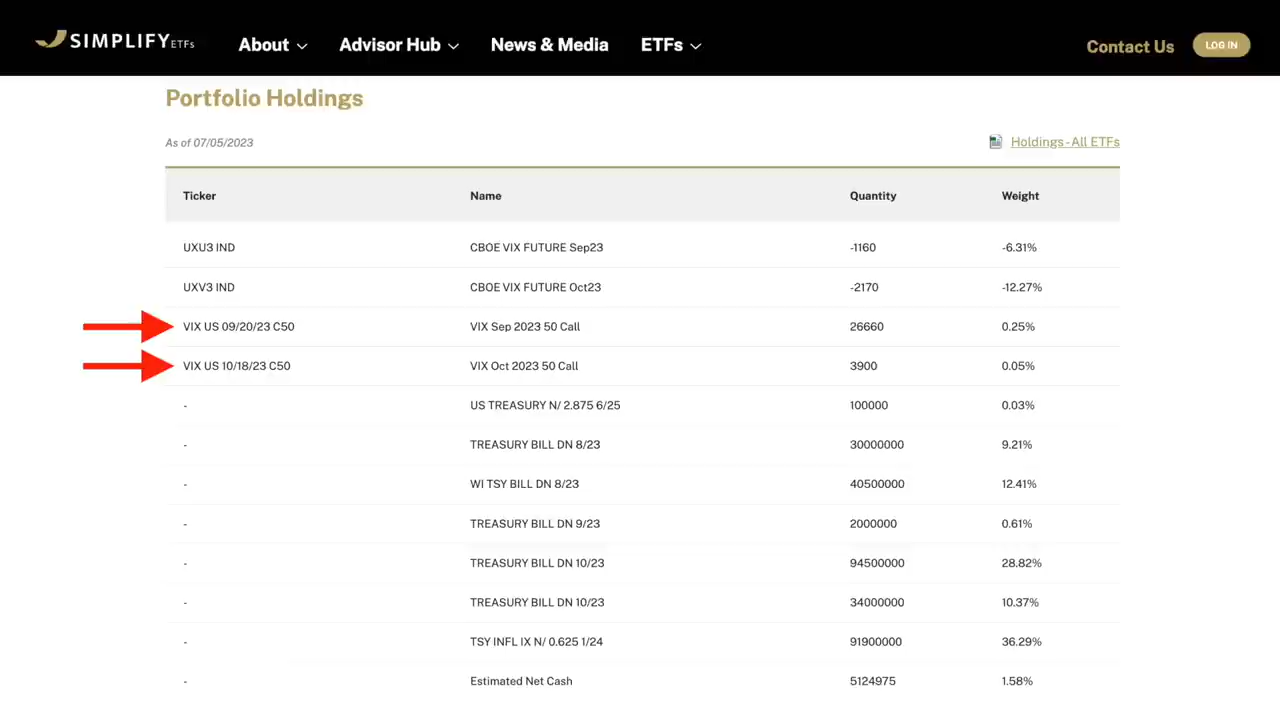 SIMPLIFY ETFs About Advisor Hub News & Media ETFs Contact Us LOG IN
Portfolio Holdings
As of 07/05/2023 Holdings - All ETFs
Ticker Name Quantity Weight
UXU3 IND CBOE VIX FUTURE Sep23 -1160 -6.31%
UXV3 IND CBOE VIX FUTURE Oct23 -2170 -12.27%
VIX US 09/20/23 C50 VIX Sep 2023 50 Call 26660 0.25%
VIX US 10/18/23 C50 VIX Oct 2023 50 Call 3900 0.05%
- US TREASURY N/ 2.875 6/25 100000 0.03%
- TREASURY BILL DN 8/23 30000000 9.21%
- WI TSY BILL DN 8/23 40500000 12.41%
- TREASURY BILL DN 9/23 2000000 0.61%
- TREASURY BILL DN 10/23 94500000 28.82%
- TREASURY BILL DN 10/23 34000000 10.37%
- TSY INFL IX N/ 0.625 1/24 91900000 36.29%
- Estimated Net Cash 5124975 1.58%